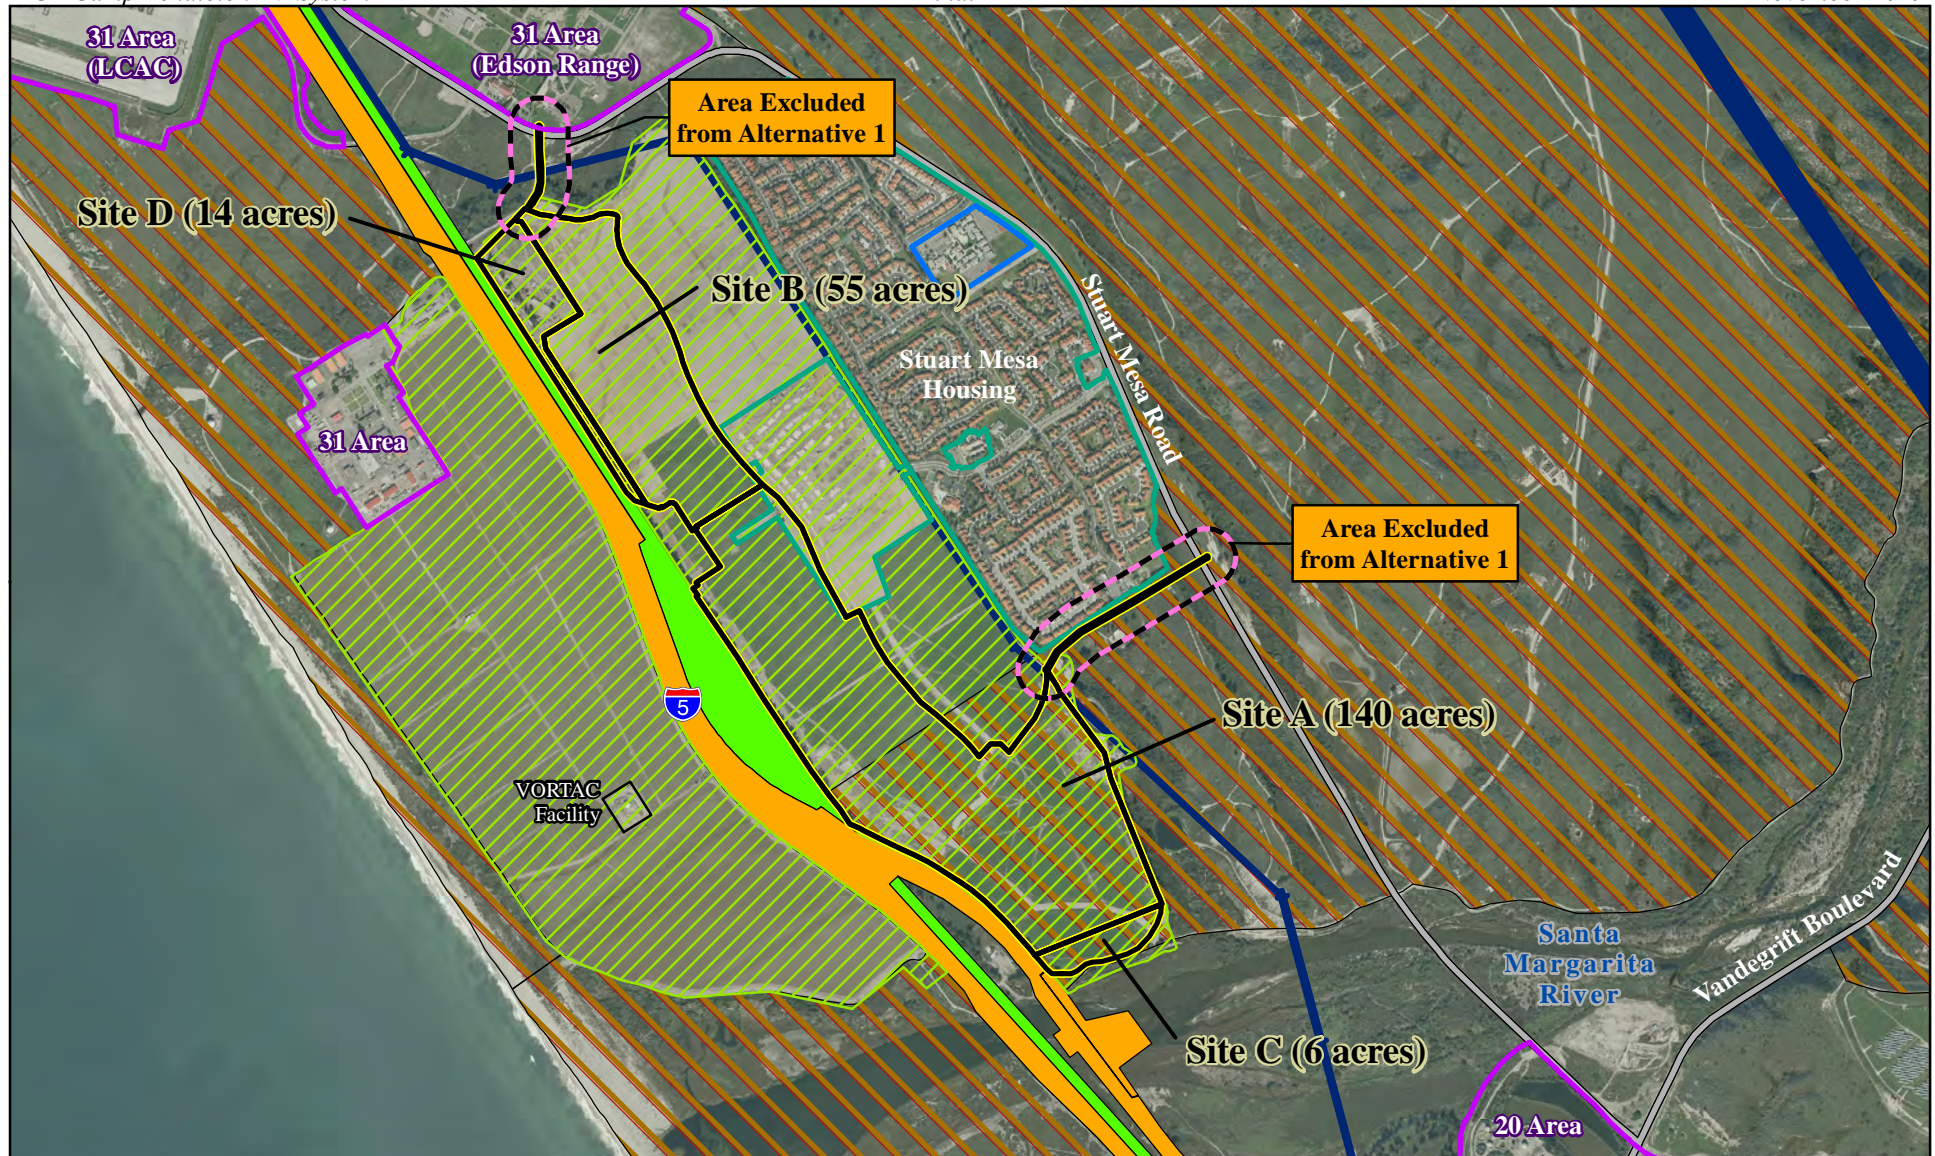 31 Area
(LCAC)
31 Area
(Edson Range)
Area Excluded
from Alternative 1
Site D (14 acres)
Site B (55 acres)
Stuart Mesa
Housing
Stuart Mesa Road
31 Area
Area Excluded
from Alternative 1
5
Site A (140 acres)
VORTAC
Facility
Santa
Margarita
River
Vandegrift Boulevard
Site C (6 acres)
20 Area